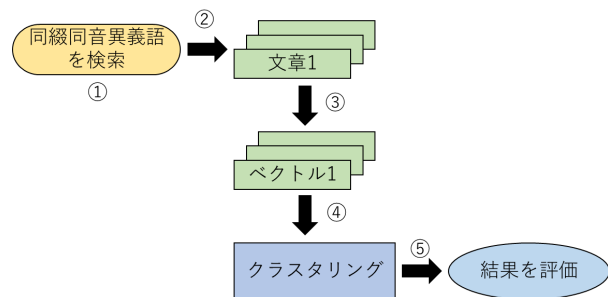 同綴同音異義語
を検索
①
②
文章1
③
ベクトル1
④
クラスタリング
⑤
結果を評価